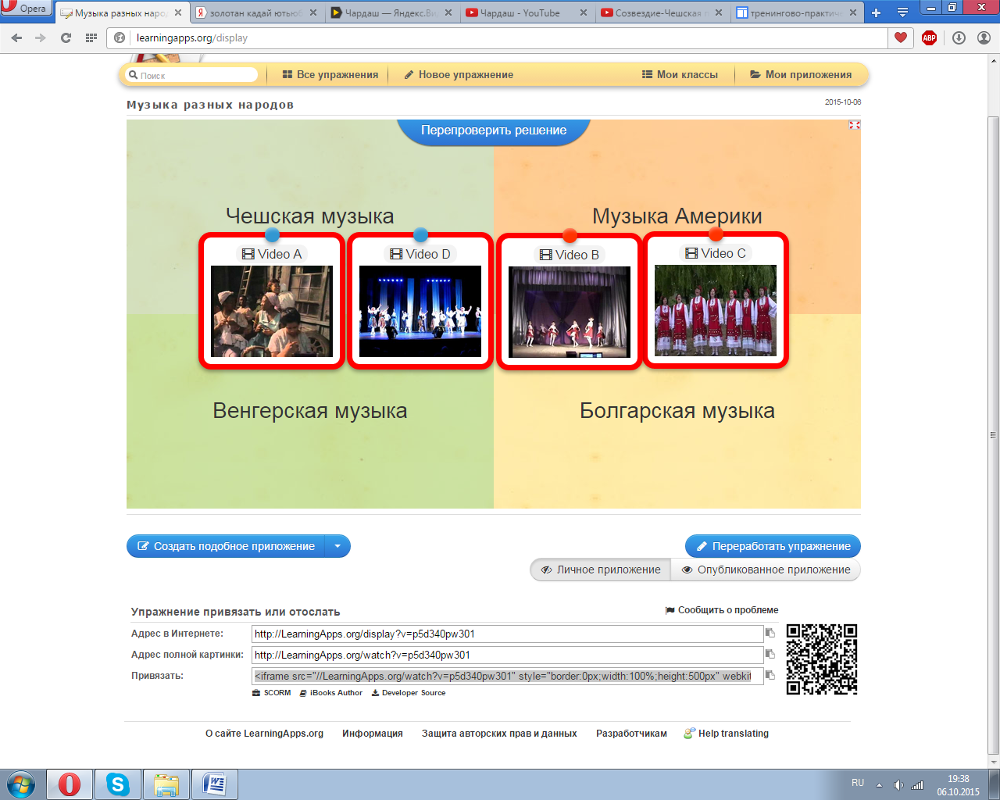 Opera
Музыка разных народ
золотан кадай ютьюб
Чардаш — Яндекс.Ви
Чардаш - YouTube
Созвездие-Чешская п
тренингово-практиче
learningapps.org/display
ABP
Поиск
Все упражнения
Новое упражнение
Мои классы
Мои приложения
Музыка разных народов
2015-10-06
Перепроверить решение
Чешская музыка
Музыка Америки
Video A
Video D
Video B
Video C
Венгерская музыка
Болгарская музыка
Создать подобное приложение
Переработать упражнение
Личное приложение
Опубликованное приложение
Упражнение привязать или отослать
Сообщить о проблеме
Адрес в Интернете:
http://LearningApps.org/display?v=p5d340pw301
Адрес полной картинки:
http://LearningApps.org/watch?v=p5d340pw301
Привязать:
<iframe src="//LearningApps.org/watch?v=p5d340pw301" style="border:0px;width:100%;height:500px" webkit
SCORM
iBooks Author
Developer Source
О сайте LearningApps.org
Информация
Защита авторских прав и данных
Разработчикам
Help translating
RU
19:38
06.10.2015